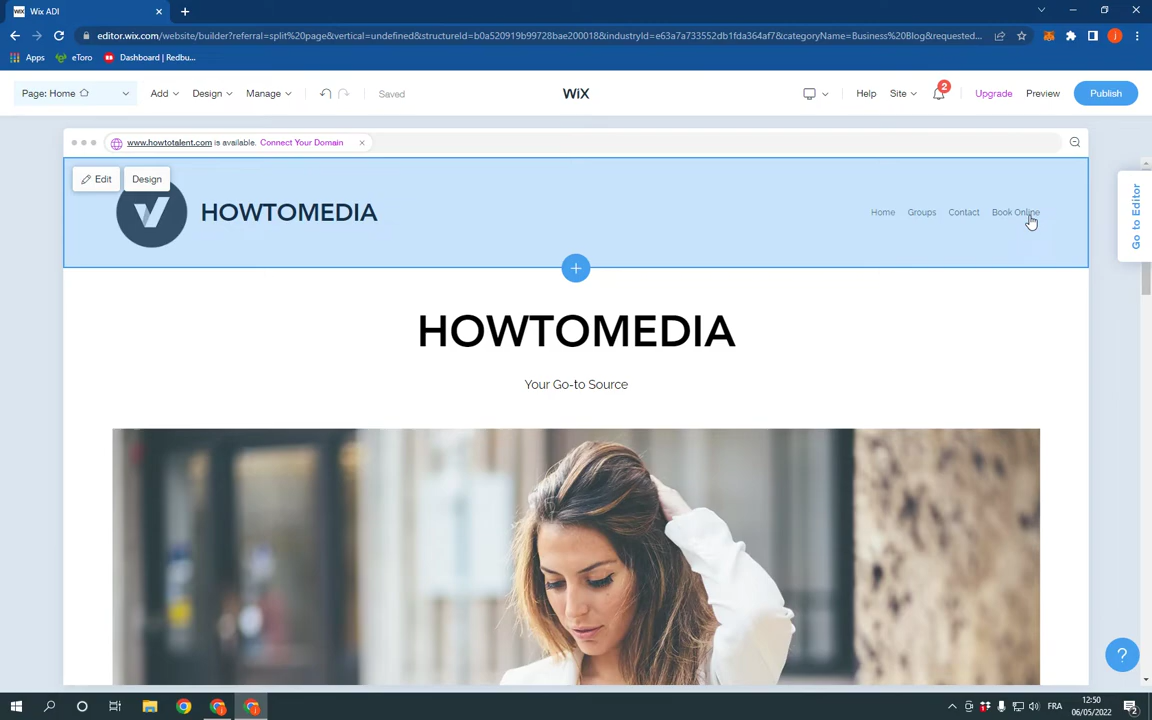 WiX Wix ADI
editor.wix.com/website/builder?referral=split%20page&vertical=undefined&structureId=b0a520919b99728bae200018&industryId=e63a7a733552db1fda364af7&categoryName=Business%20Blog&requested...
Apps eToro Dashboard | Redbu...
Page: Home Add Design Manage Saved WiX Help Site 2 Upgrade Preview Publish
www.howtotalent.com is available. Connect Your Domain
Edit Design
HOWTOMEDIA Home Groups Contact Book Online
Go to Editor
HOWTOMEDIA
Your Go-to Source
?
FRA 12:50
06/05/2022 2